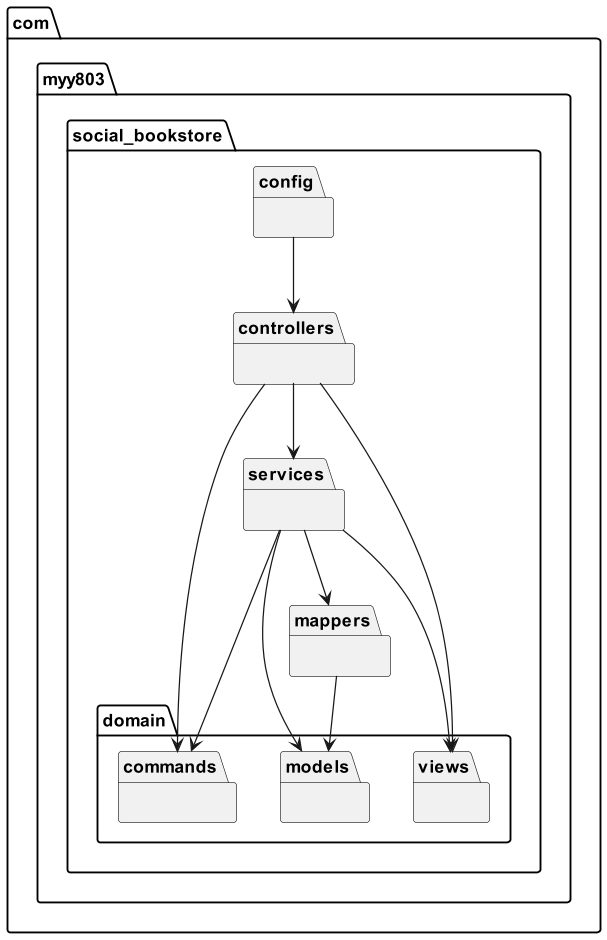 com
myy803
social_bookstore
config
controllers
services
mappers
domain
commands
models
views